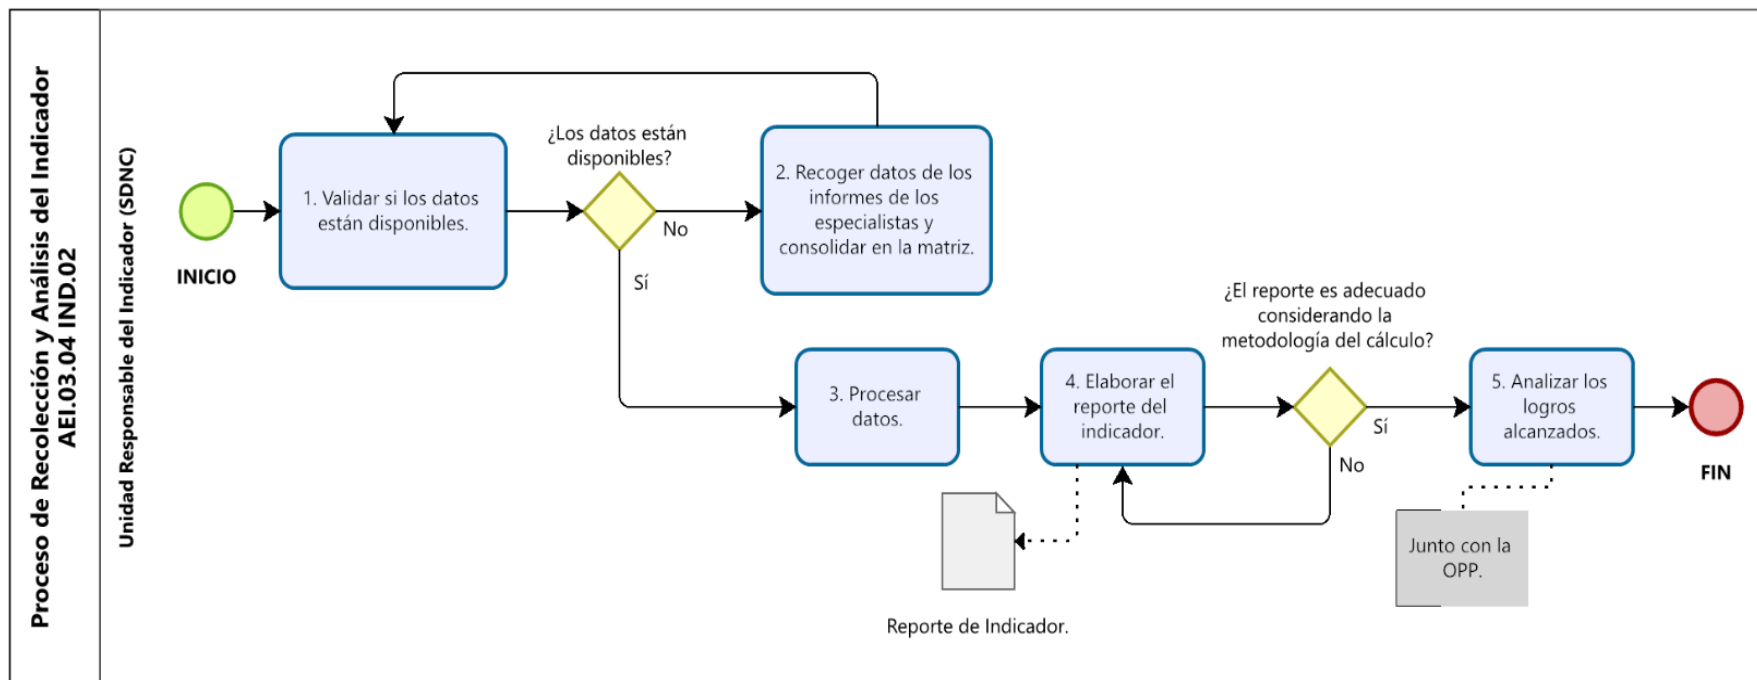 Proceso de Recolección y Análisis del Indicador
AEI.03.04 IND.02
Unidad Responsable del Indicador (SDNC)
INICIO
1. Validar si los datos
están disponibles.
¿Los datos están
disponibles?
No
Sí
2. Recoger datos de los
informes de los
especialistas y
consolidar en la matriz.
3. Procesar
datos.
4. Elaborar el
reporte del
indicador.
Reporte de Indicador.
¿El reporte es adecuado
considerando la
metodología del cálculo?
Sí
No
5. Analizar los
logros
alcanzados.
Junto con la
OPP.
FIN